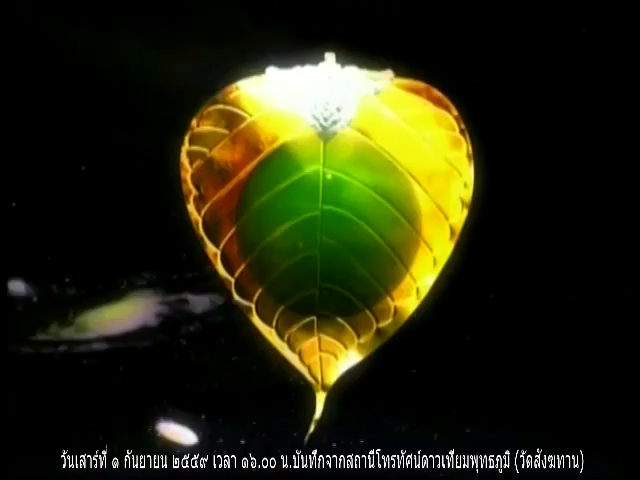 วันเสาร์ที่ ๑ กันยายน ๒๕๕๙ เวลา ๑๖.๐๐ น.บันทึกจากสถานีโทรทัศน์ดาวเทียมพุทธภูมิ (วัดสังฆทาน)